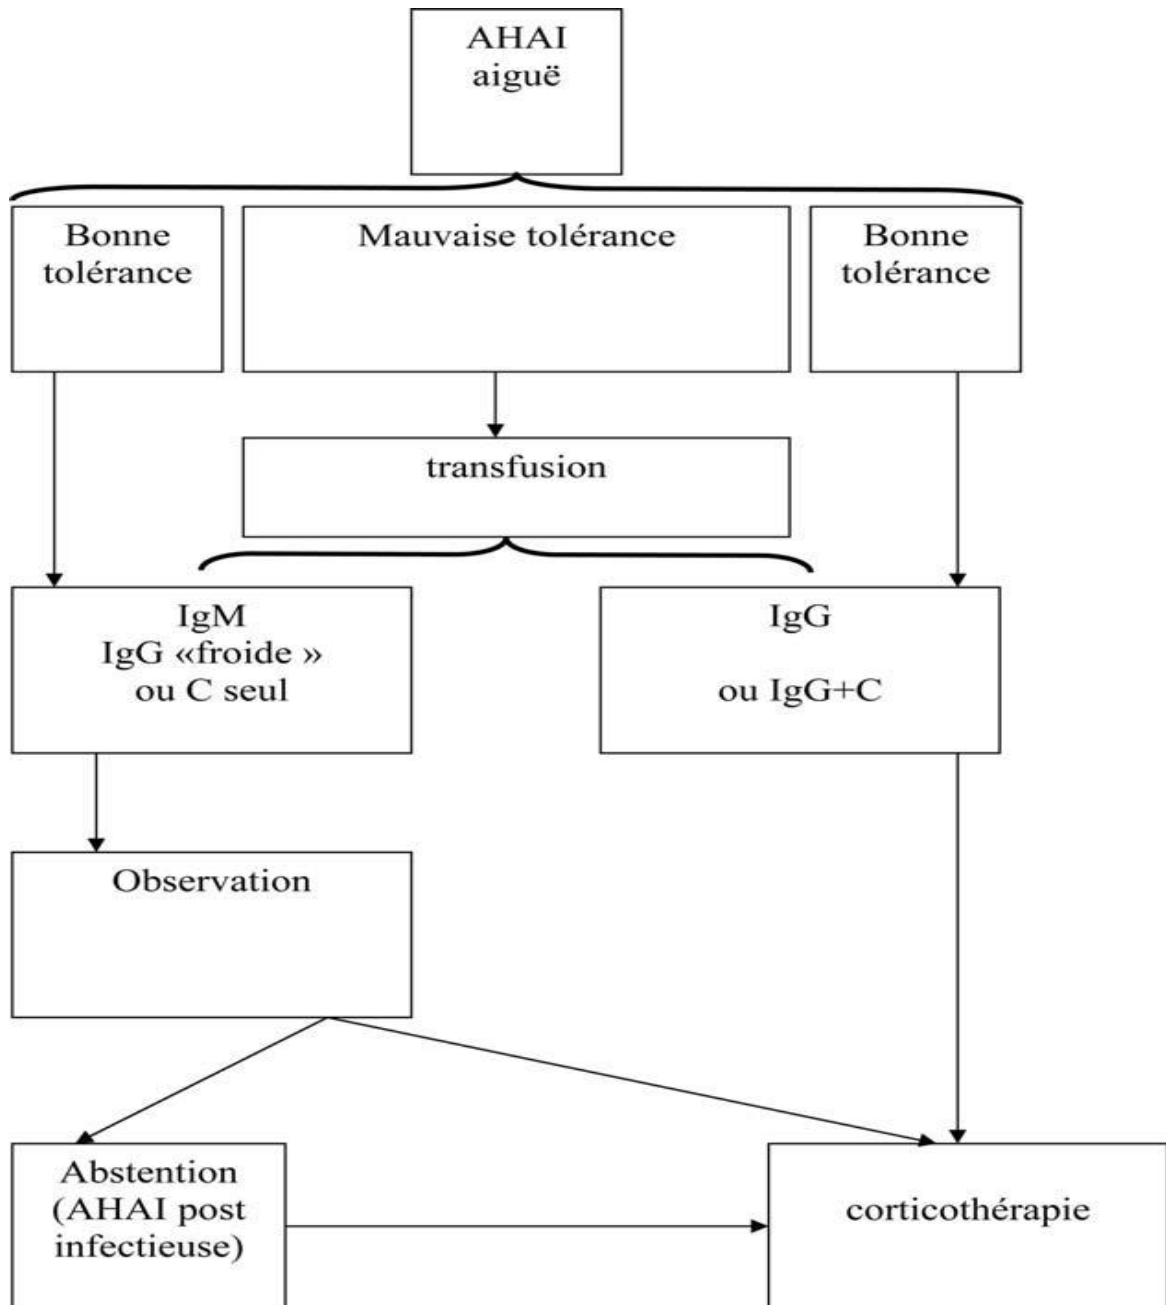 AHAI
aiguë
Bonne
tolérance
Mauvaise tolérance
Bonne
tolérance
transfusion
IgM
IgG «froide »
ou C seul
IgG
ou IgG+C
Observation
Abstention
(AHAI post
infectieuse)
corticothérapie